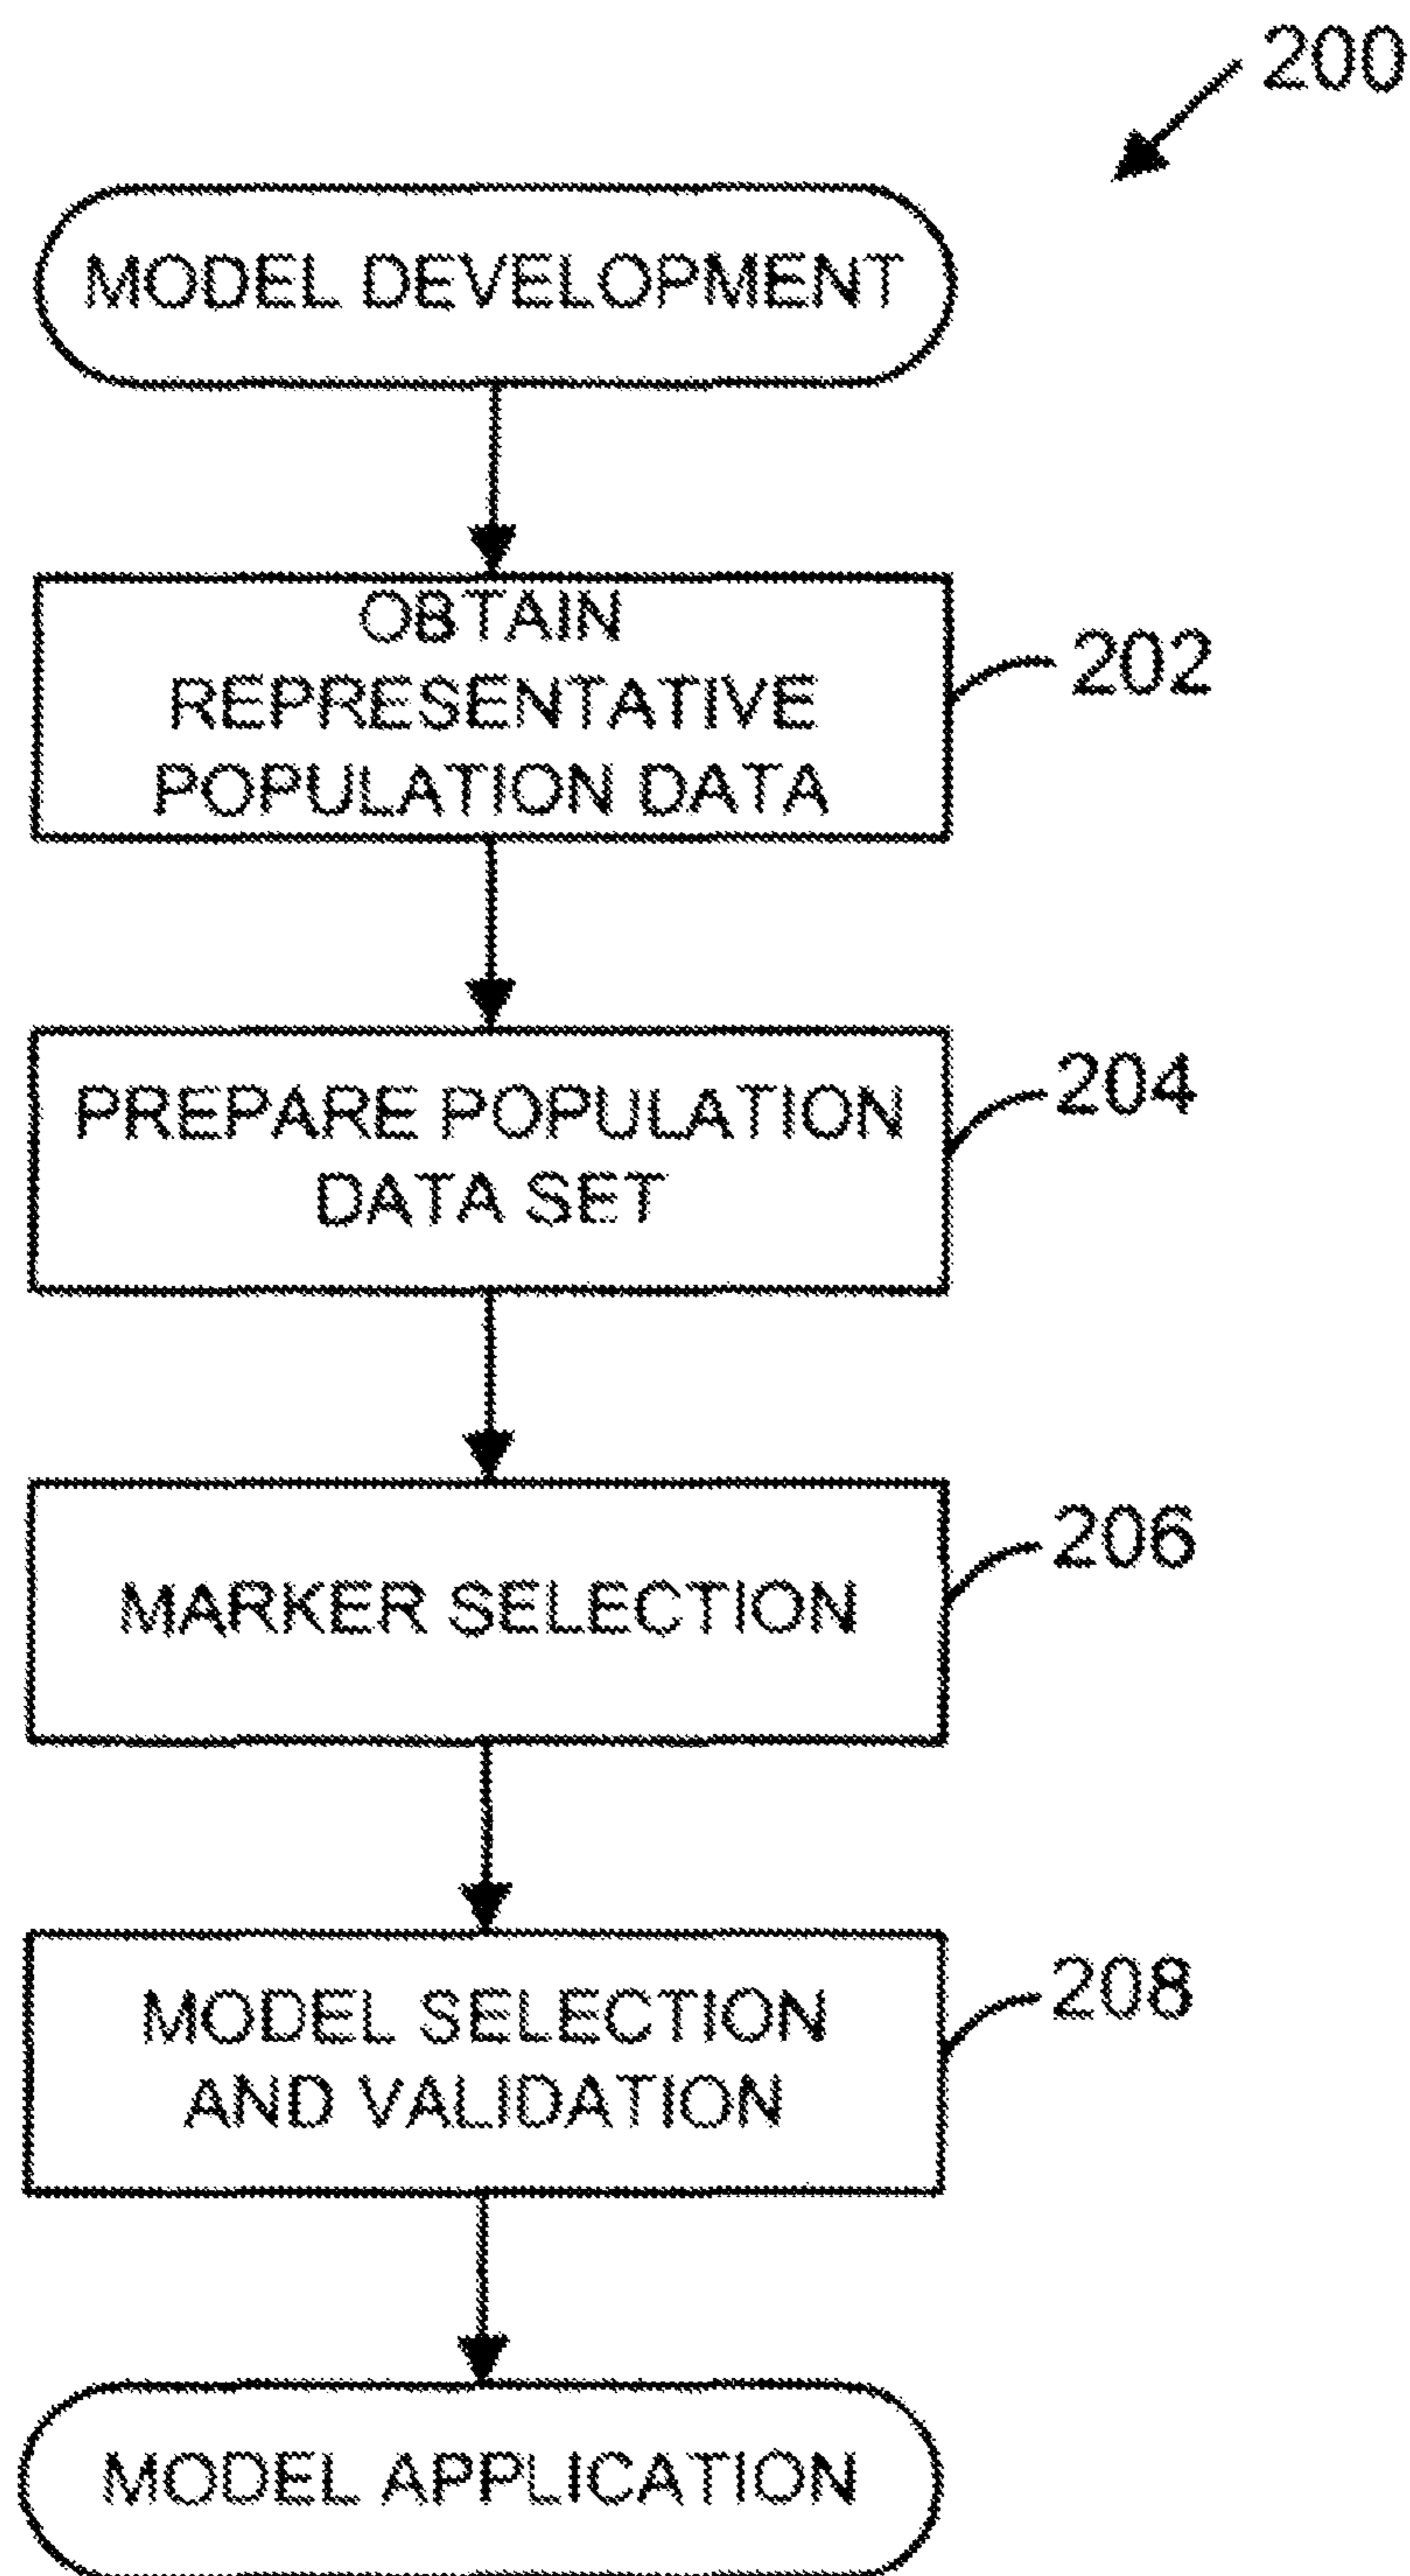 200
MODEL DEVELOPMENT
OBTAIN
REPRESENTATIVE
POPULATION DATA
202
PREPARE POPULATION
DATA SET
204
MARKER SELECTION
206
MODEL SELECTION
AND VALIDATION
208
MODEL APPLICATION